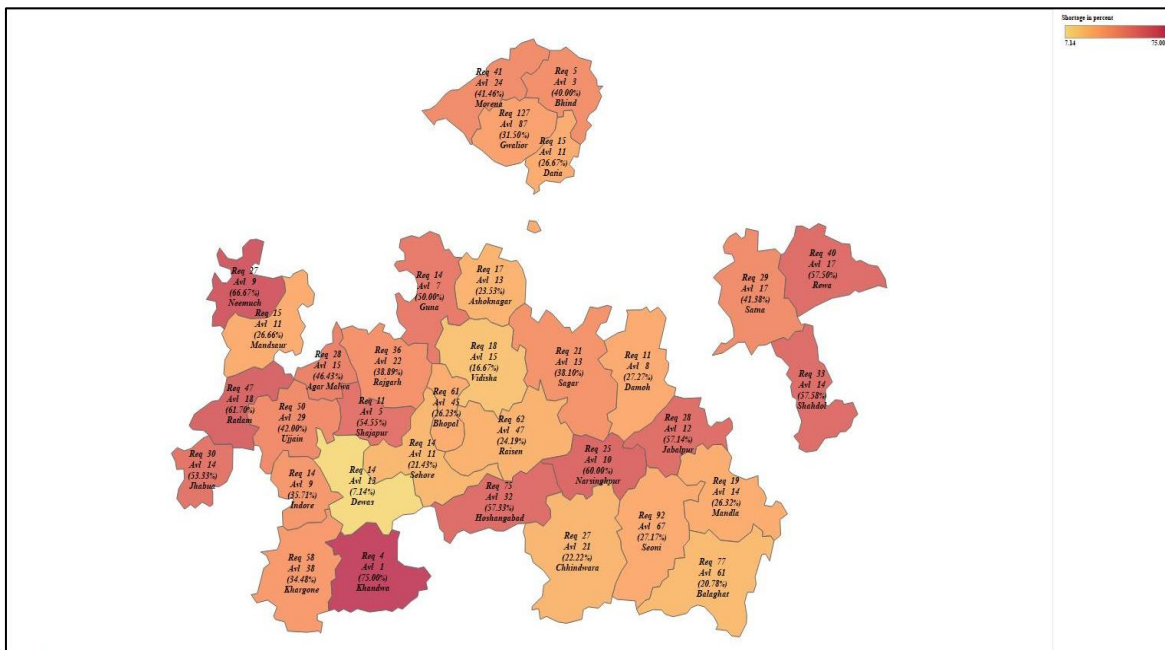 Shortage in percent
7.14
75.00
Req 41
Avl 24
(41.46%)
Morena
Req 5
Avl 3
(40.00%)
Bhind
Req 127
Avl 87
(31.50%)
Gwalior
Req 15
Avl 11
(26.67%)
Datia
Req 27
Avl 9
(66.67%)
Neemuch
Req 15
Avl 11
(26.66%)
Mandsaur
Req 14
Avl 7
(50.00%)
Guna
Req 17
Avl 13
(23.53%)
Ashoknagar
Req 29
Avl 17
(41.38%)
Satna
Req 40
Avl 17
(57.50%)
Rewa
Req 28
Avl 15
(46.43%)
Agar Malwa
Req 36
Avl 22
(38.89%)
Rajgarh
Req 18
Avl 15
(16.67%)
Vidisha
Req 21
Avl 13
(38.10%)
Sagar
Req 11
Avl 8
(27.27%)
Damoh
Req 33
Avl 14
(57.58%)
Shahdol
Req 47
Avl 18
(61.70%)
Ratlam
Req 50
Avl 29
(42.00%)
Ujjain
Req 11
Avl 5
(54.55%)
Shajapur
Req 61
Avl 45
(26.23%)
Bhopal
Req 62
Avl 47
(24.19%)
Raisen
Req 28
Avl 12
(57.14%)
Jabalpur
Req 30
Avl 14
(53.33%)
Jhabua
Req 14
Avl 9
(35.71%)
Indore
Req 14
Avl 13
(7.14%)
Dewas
Req 14
Avl 11
(21.43%)
Sehore
Req 75
Avl 32
(57.33%)
Hoshangabad
Req 25
Avl 10
(60.00%)
Narsinghpur
Req 19
Avl 14
(26.32%)
Mandla
Req 58
Avl 38
(34.48%)
Khargone
Req 4
Avl 1
(75.00%)
Khandwa
Req 27
Avl 21
(22.22%)
Chhindwara
Req 92
Avl 67
(27.17%)
Seoni
Req 77
Avl 61
(20.78%)
Balaghat